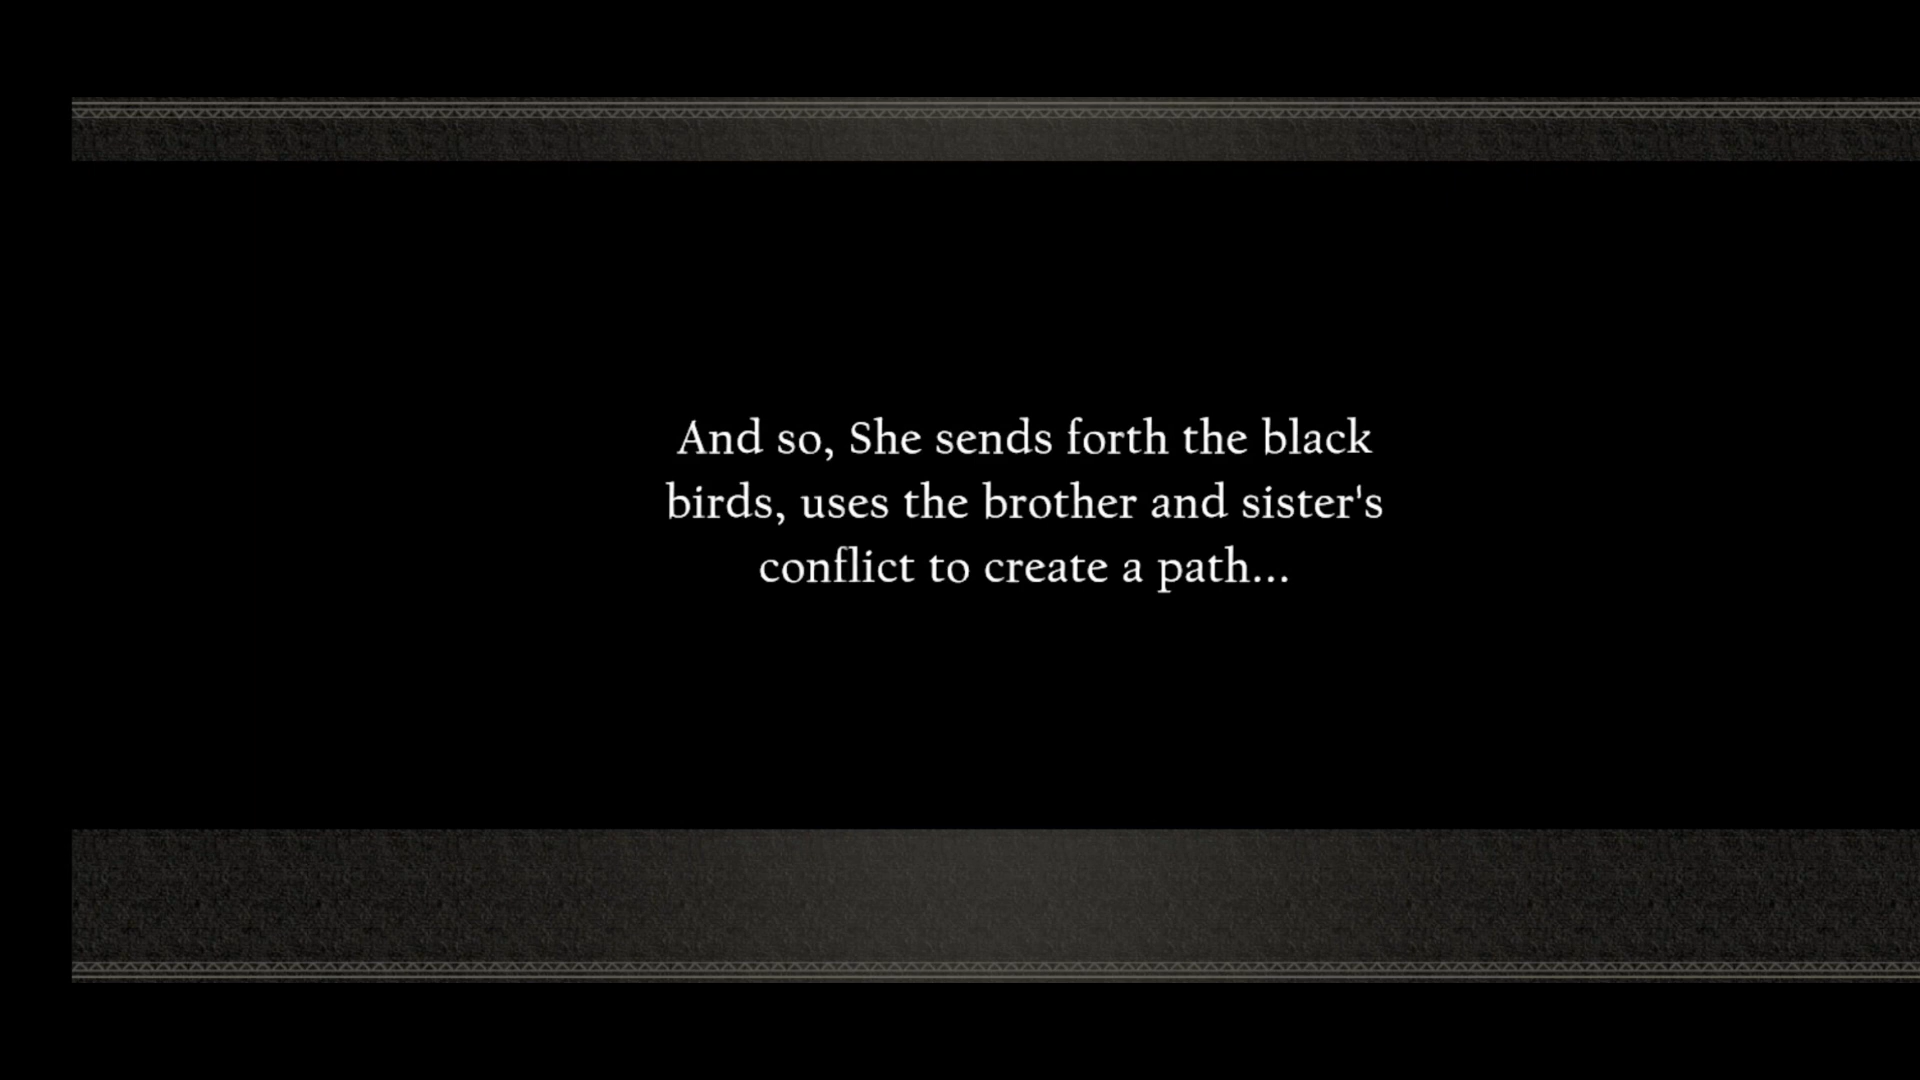 And so, She sends forth the black
birds, uses the brother and sister's
conflict to create a path...